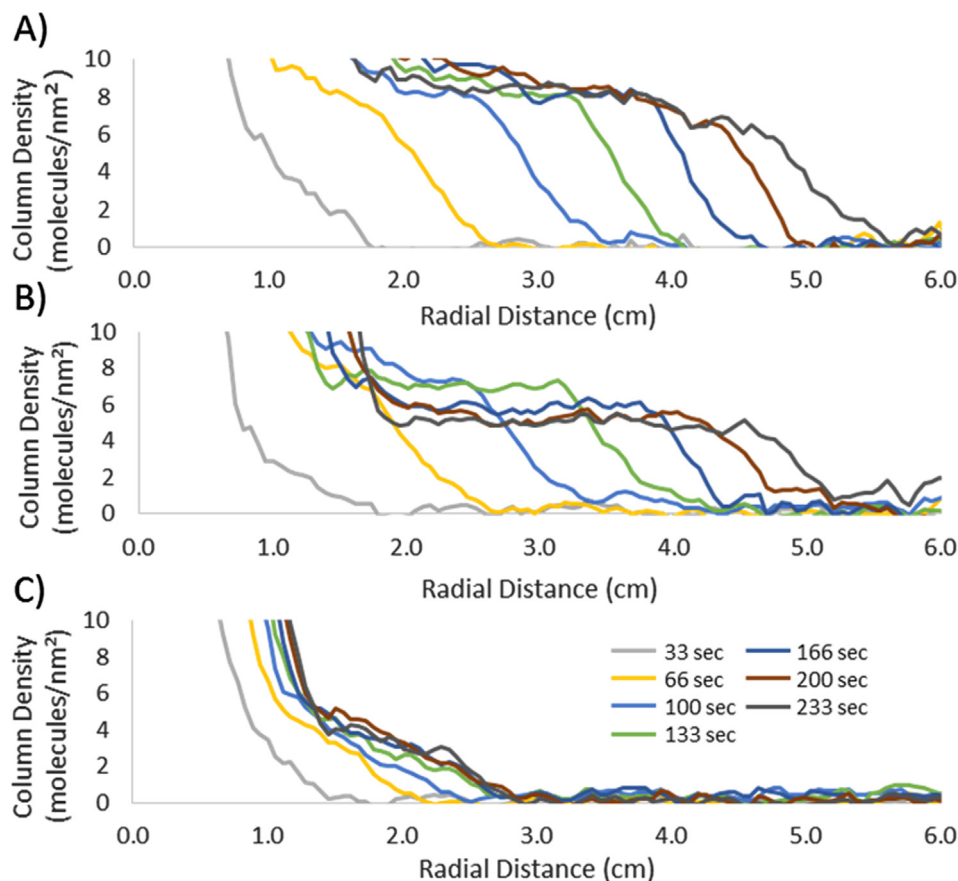 A)
Column Density
(molecules/nm²)
10
8
6
4
2
0
0.0 1.0 2.0 3.0 4.0 5.0 6.0
Radial Distance (cm)
B)
Column Density
(molecules/nm²)
10
8
6
4
2
0
0.0 1.0 2.0 3.0 4.0 5.0 6.0
Radial Distance (cm)
C)
Column Density
(molecules/nm²)
10
8
6
4
2
0
33 sec 166 sec
66 sec 200 sec
100 sec 233 sec
133 sec
0.0 1.0 2.0 3.0 4.0 5.0 6.0
Radial Distance (cm)